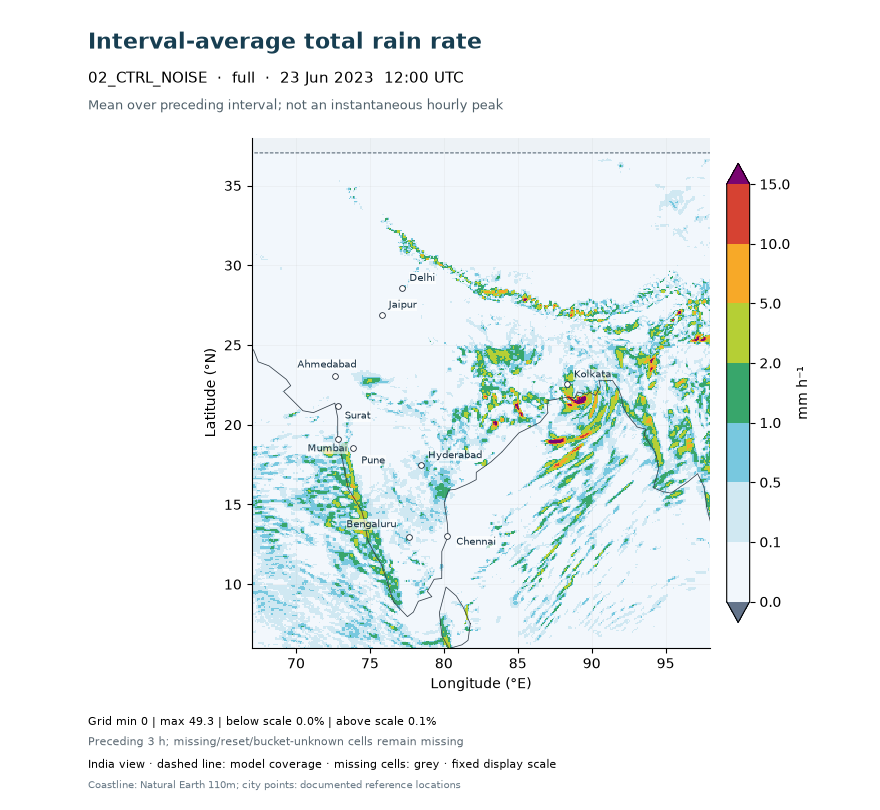 Interval-average total rain rate
02_CTRL_NOISE · full · 23 Jun 2023 12:00 UTC
Mean over preceding interval; not an instantaneous hourly peak
35
30
25
20
15
10
Latitude (°N)
Delhi
Jaipur
Ahmedabad
Kolkata
Surat
Mumbai
Pune
Hyderabad
Bengaluru
Chennai
70
75
80
85
90
95
Longitude (°E)
15.0
10.0
5.0
2.0
1.0
0.5
0.1
0.0
mm h⁻¹
Grid min 0 | max 49.3 | below scale 0.0% | above scale 0.1%
Preceding 3 h; missing/reset/bucket-unknown cells remain missing
India view · dashed line: model coverage · missing cells: grey · fixed display scale
Coastline: Natural Earth 110m; city points: documented reference locations